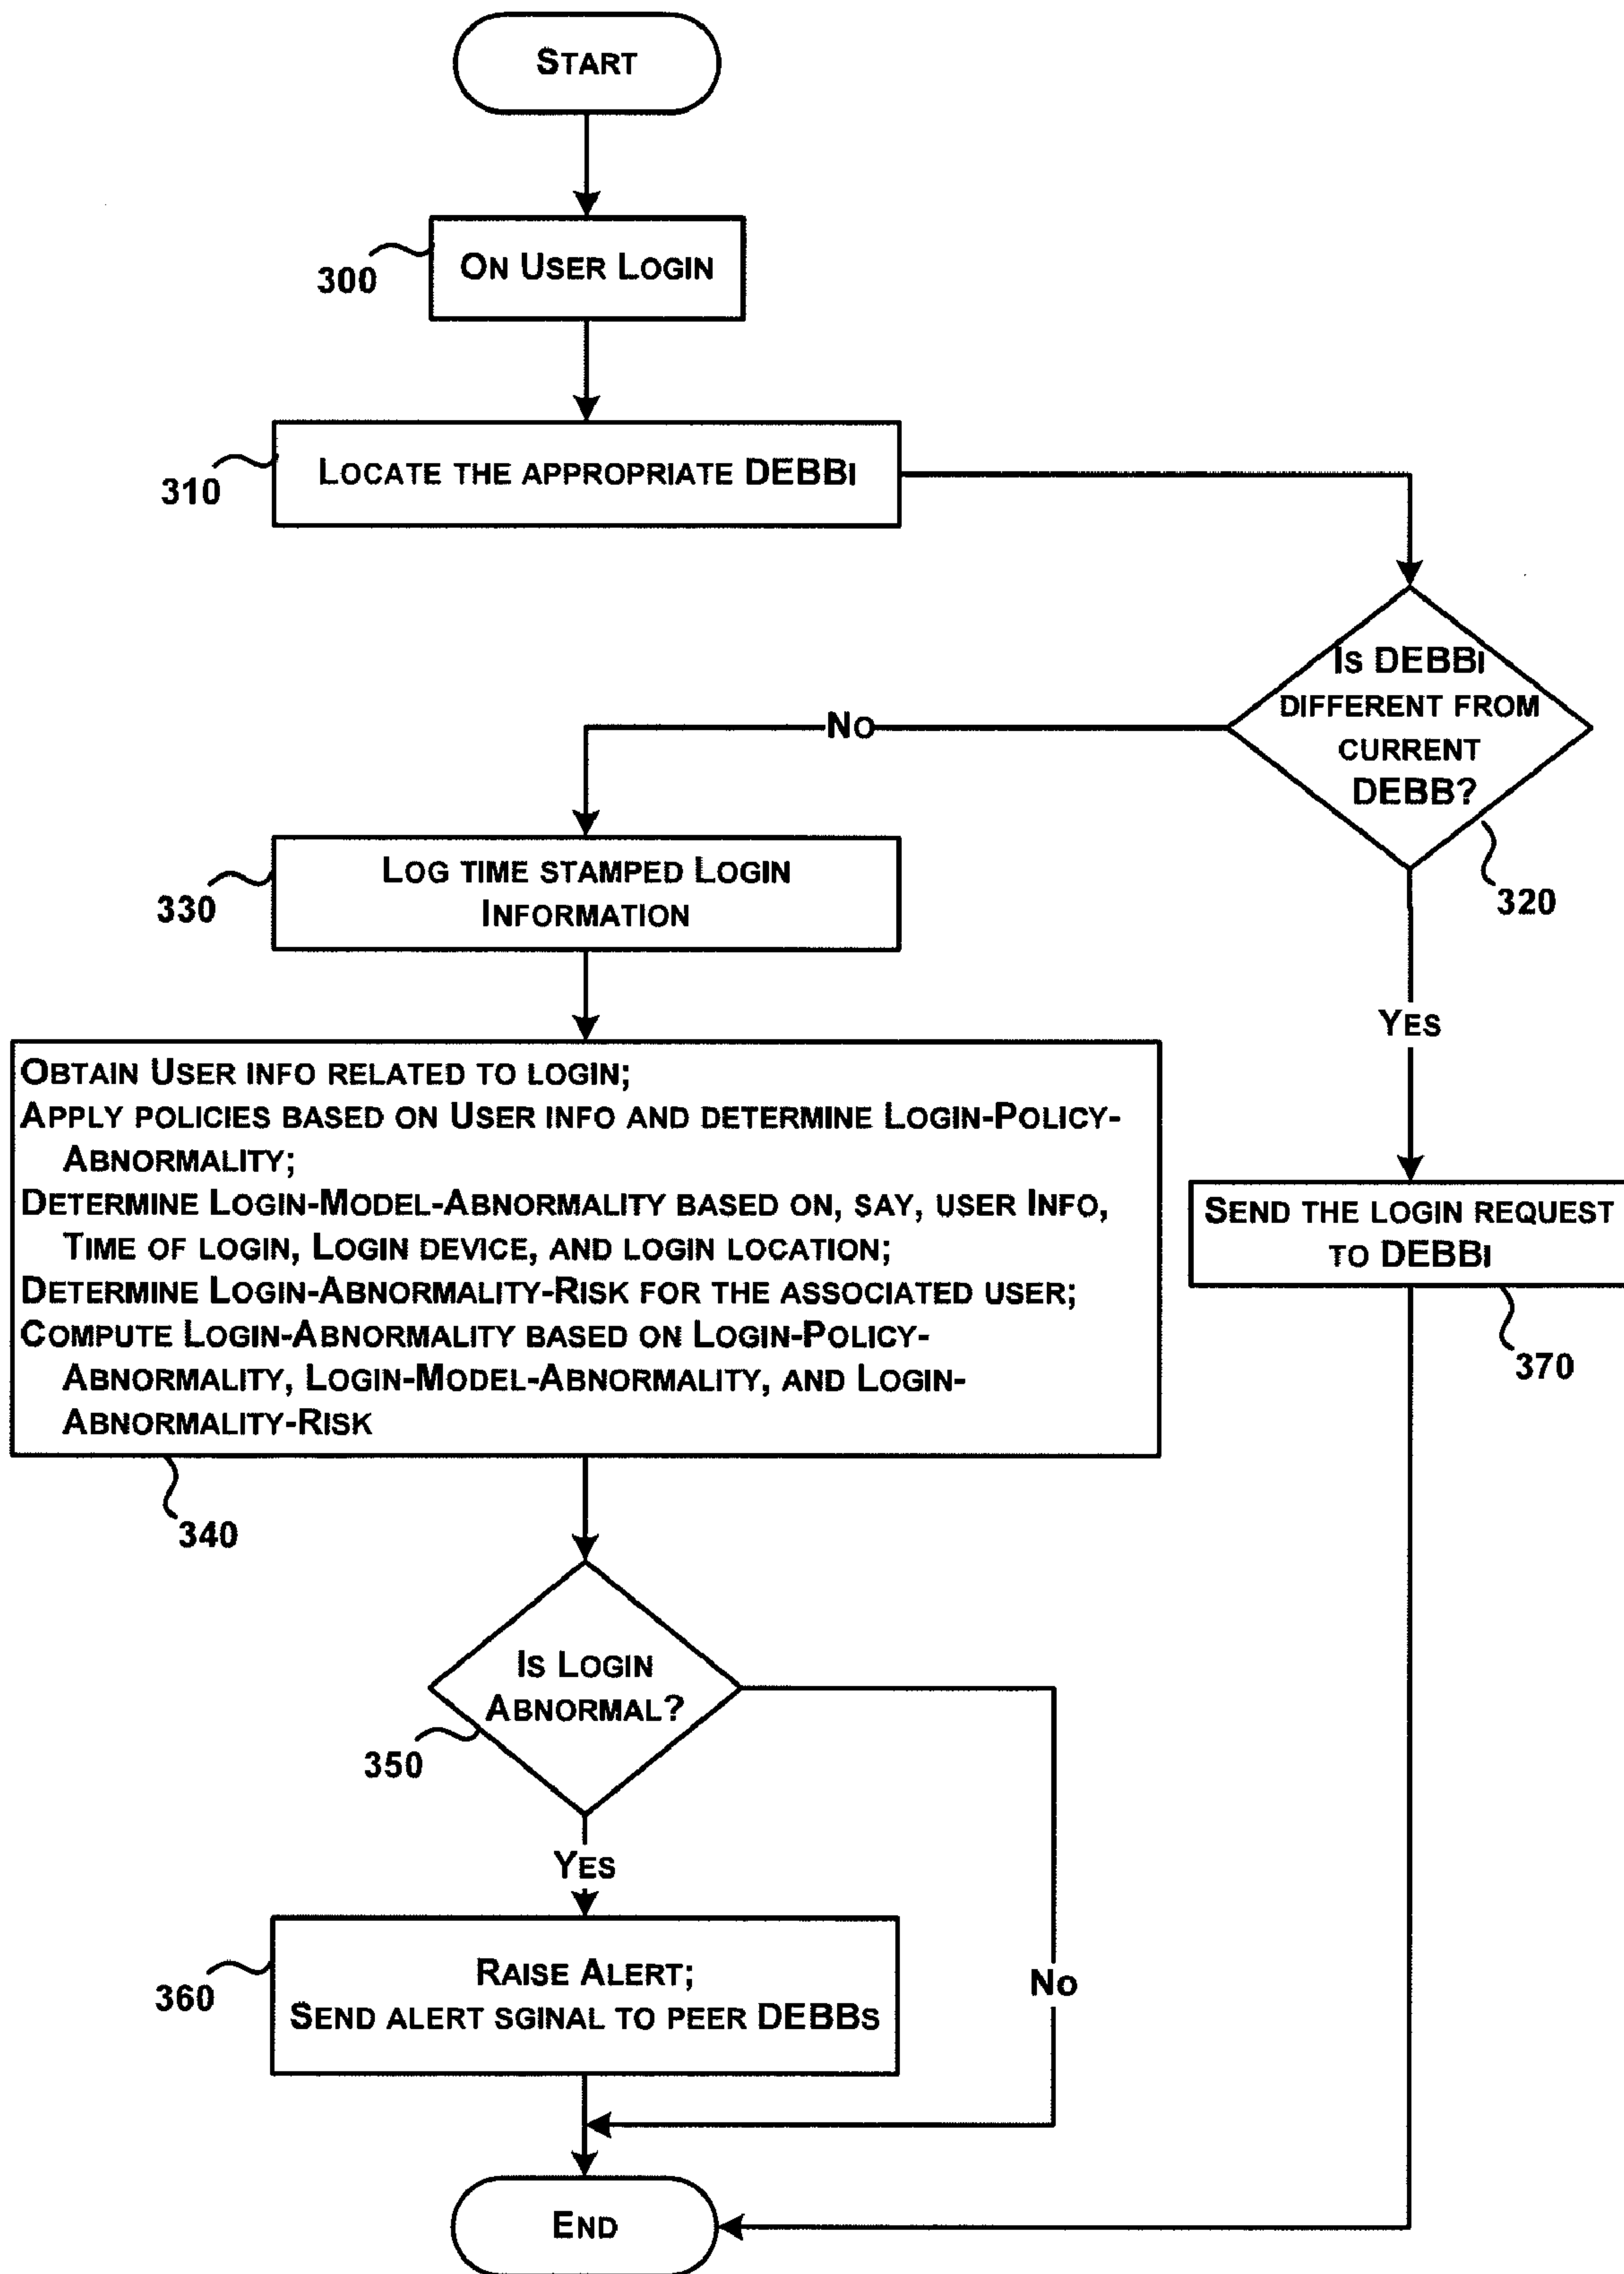 START
300
ON USER LOGIN
310
LOCATE THE APPROPRIATE DEBBI
IS DEBBI
DIFFERENT FROM
CURRENT
DEBB?
320
NO
YES
330
LOG TIME STAMPED LOGIN
INFORMATION
OBTAIN USER INFO RELATED TO LOGIN;
APPLY POLICIES BASED ON USER INFO AND DETERMINE LOGIN-POLICY-
ABNORMALITY;
DETERMINE LOGIN-MODEL-ABNORMALITY BASED ON, SAY, USER INFO,
TIME OF LOGIN, LOGIN DEVICE, AND LOGIN LOCATION;
DETERMINE LOGIN-ABNORMALITY-RISK FOR THE ASSOCIATED USER;
COMPUTE LOGIN-ABNORMALITY BASED ON LOGIN-POLICY-
ABNORMALITY, LOGIN-MODEL-ABNORMALITY, AND LOGIN-
ABNORMALITY-RISK
340
SEND THE LOGIN REQUEST
TO DEBBI
370
IS LOGIN
ABNORMAL?
350
YES
NO
360
RAISE ALERT;
SEND ALERT SGINAL TO PEER DEBBS
END